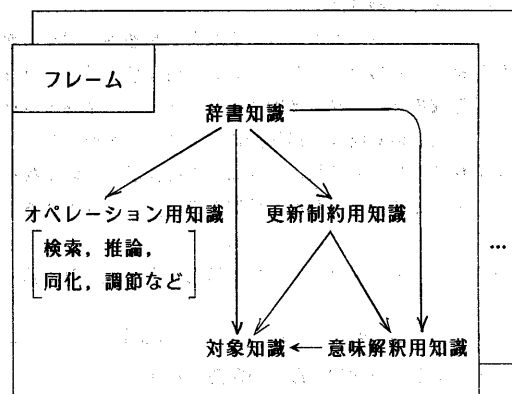 フレーム
辞書知識
オペレーション用知識
更新制約用知識
検索,推論,
同化,調節など
…
対象知識
意味解釈用知識